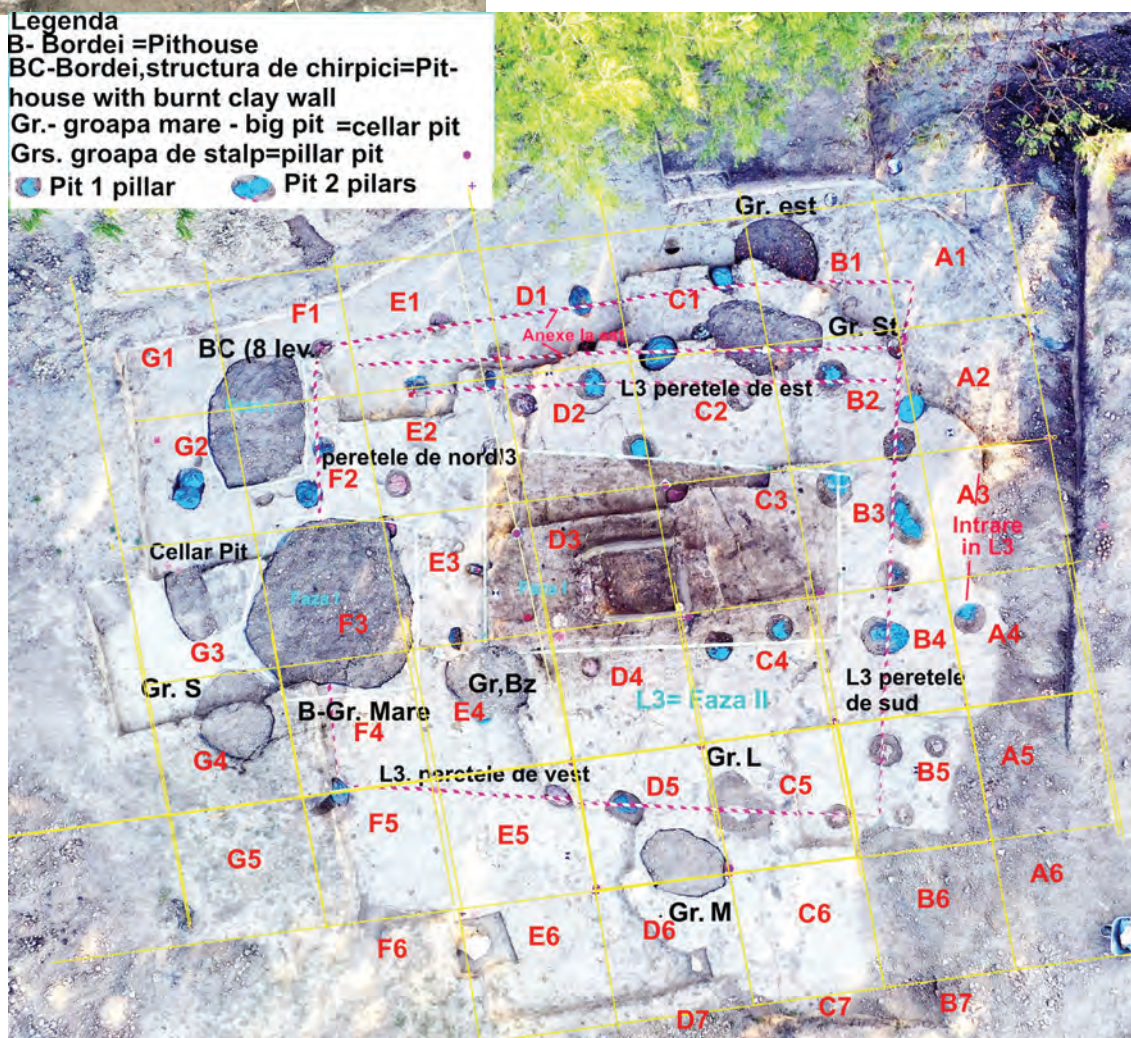 Legenda
B- Bordei =Pithouse
BC-Bordei,structura de chirpici=Pit-
house with burnt clay wall
Gr.- groapa mare - big pit =cellar pit
Grs. groapa de stalp=pillar pit
Pit 1 pillar
Pit 2 pilars
Gr. est
A1
B1
C1
D1
E1
F1
G1
Anexe la
Gr. St
BC (8 lev.
L3 peretele de est
A2
B2
C2
D2
E2
F2
G2
peretele de nordl3
A3
B3
C3
D3
E3
Intrare
in L3
Cellar Pit
Faza I
Faza I
F3
G3
A4
B4
C4
D4
E4
F4
G4
Gr. S
B-Gr. Mare
Gr,Bz
L3= Faza II
L3 peretele
de sud
L3. peretele de vest
Gr. L
A5
B5
C5
D5
E5
F5
G5
A6
B6
C6
D6
E6
F6
Gr. M
B7
C7
D7